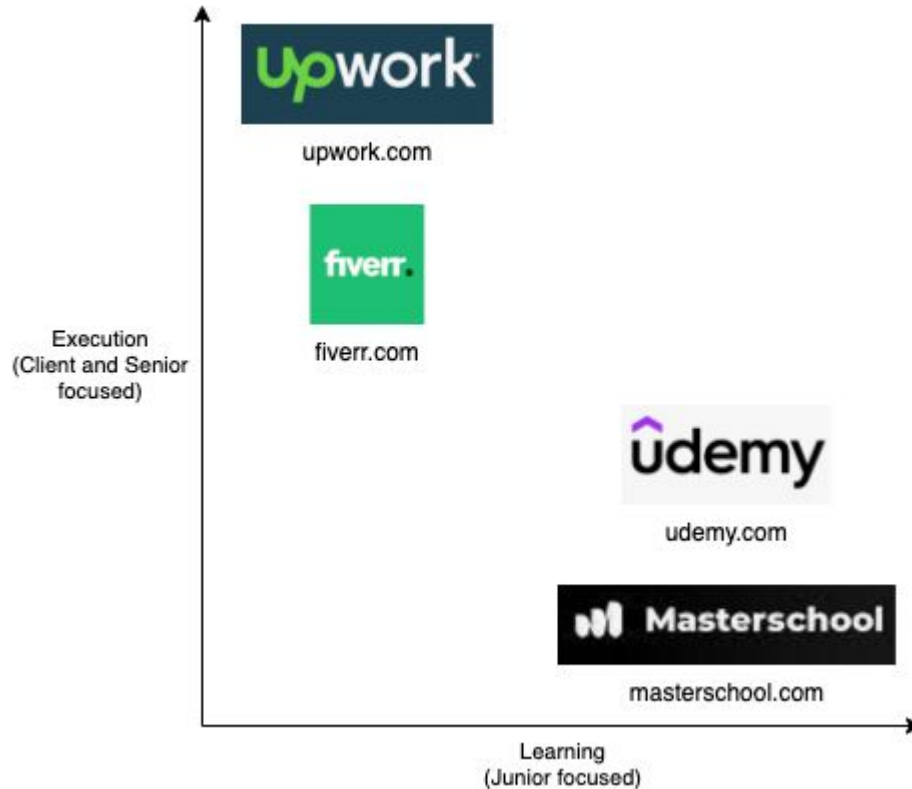 upwork
upwork.com
fiverr.
fiverr.com
Execution
(Client and Senior
focused)
udemy
udemy.com
Masterschool
masterschool.com
Learning
(Junior focused)